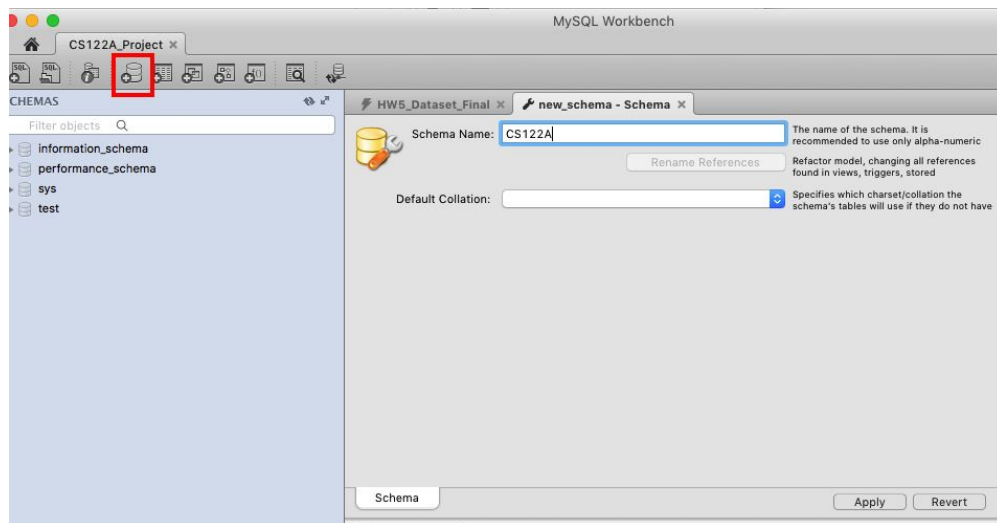 MySQL Workbench
CS122A_Project ×
SQL SQL
CHEMAS
Filter objects
information_schema
performance_schema
sys
test
HW5_Dataset_Final × new_schema - Schema ×
Schema Name: CS122A
The name of the schema. It is
recommended to use only alpha-numeric
Rename References
Refactor model, changing all references
found in views, triggers, stored
Default Collation:
Specifies which charset/collation the
schema's tables will use if they do not have
Schema
Apply Revert